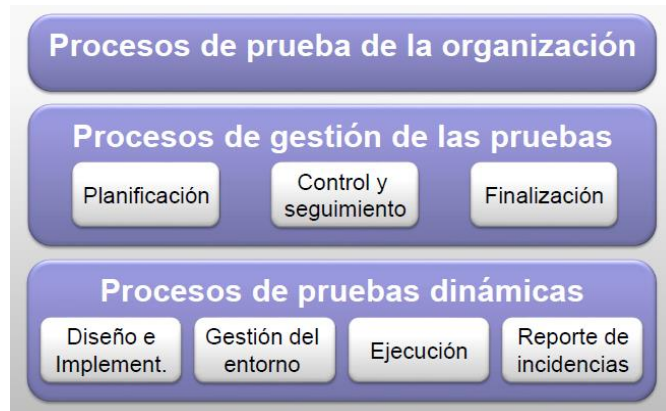 Procesos de prueba de la organización
Procesos de gestión de las pruebas
Planificación
Control y
seguimiento
Finalización
Procesos de pruebas dinámicas
Diseño e
Implement.
Gestión del
entorno
Ejecución
Reporte de
incidencias